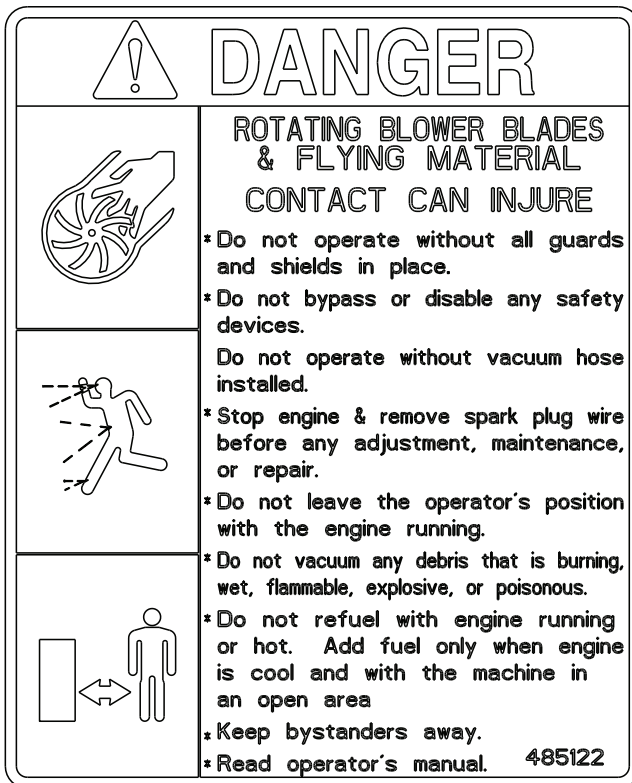 DANGER
ROTATING BLOWER BLADES
& FLYING MATERIAL
CONTACT CAN INJURE
* Do not operate without all guards
and shields in place.
* Do not bypass or disable any safety
devices.
Do not operate without vacuum hose
installed.
* Stop engine & remove spark plug wire
before any adjustment, maintenance,
or repair.
* Do not leave the operator's position
with the engine running.
* Do not vacuum any debris that is burning,
wet, flammable, explosive, or poisonous.
* Do not refuel with engine running
or hot. Add fuel only when engine
is cool and with the machine in
an open area
* Keep bystanders away.
* Read operator's manual. 485122